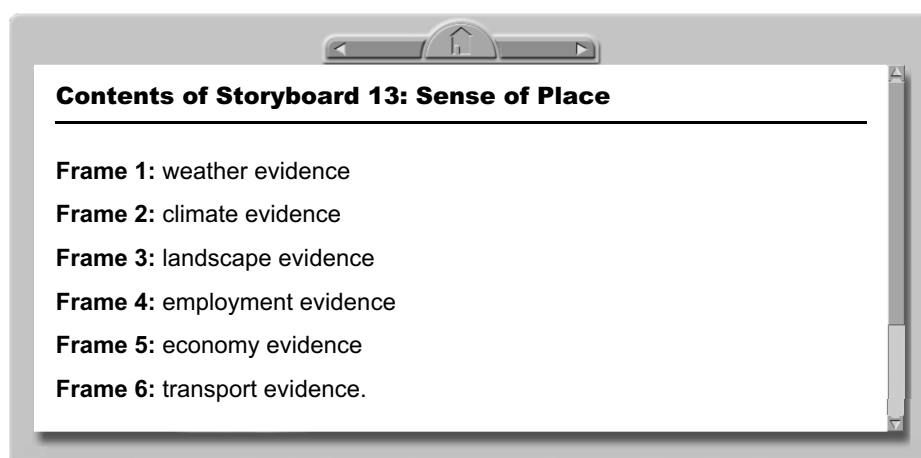 Contents of Storyboard 13: Sense of Place
Frame 1: weather evidence
Frame 2: climate evidence
Frame 3: landscape evidence
Frame 4: employment evidence
Frame 5: economy evidence
Frame 6: transport evidence.